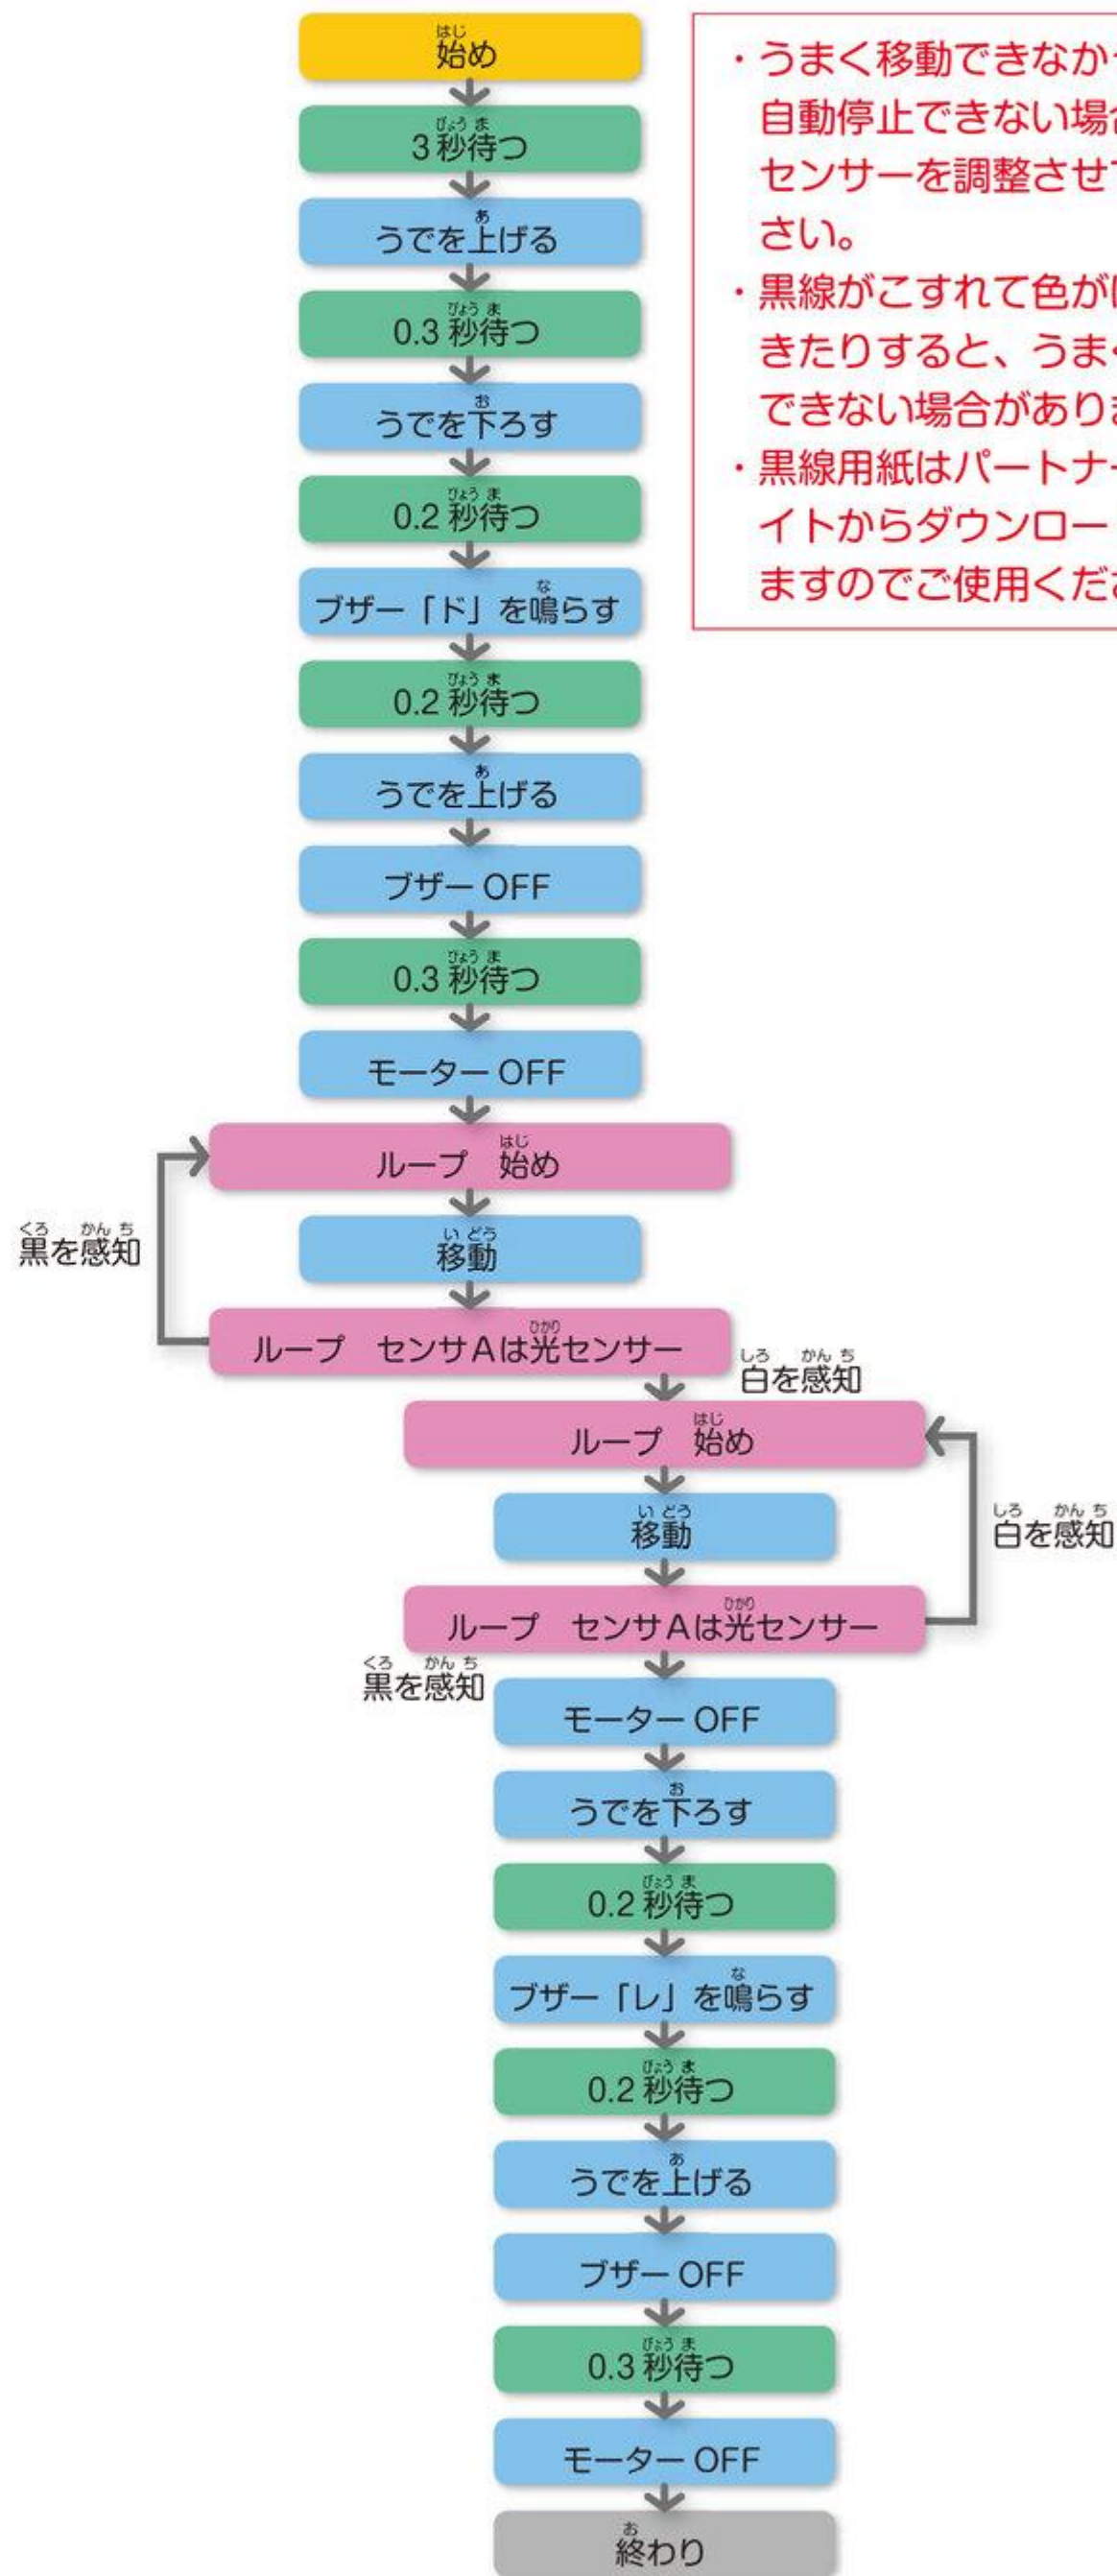 始め
3秒待つ
うでを上げる
0.3秒待つ
うでを下ろす
0.2秒待つ
ブザー「ド」を鳴らす
0.2秒待つ
うでを上げる
ブザーOFF
0.3秒待つ
モーターOFF
ループ 始め
移動
黒を感知
ループ センサAは光センサー
白を感知
ループ 始め
移動
白を感知
ループ センサAは光センサー
黒を感知
モーターOFF
うでを下ろす
0.2秒待つ
ブザー「レ」を鳴らす
0.2秒待つ
うでを上げる
ブザーOFF
0.3秒待つ
モーターOFF
終わり
・うまく移動できなか
自動停止できない場
センサーを調整させ
さい。
・黒線がこすれて色が
きたりすると、うま
できない場合があり
・黒線用紙はパートナ
イトからダウンロー
ますのでご使用くだ